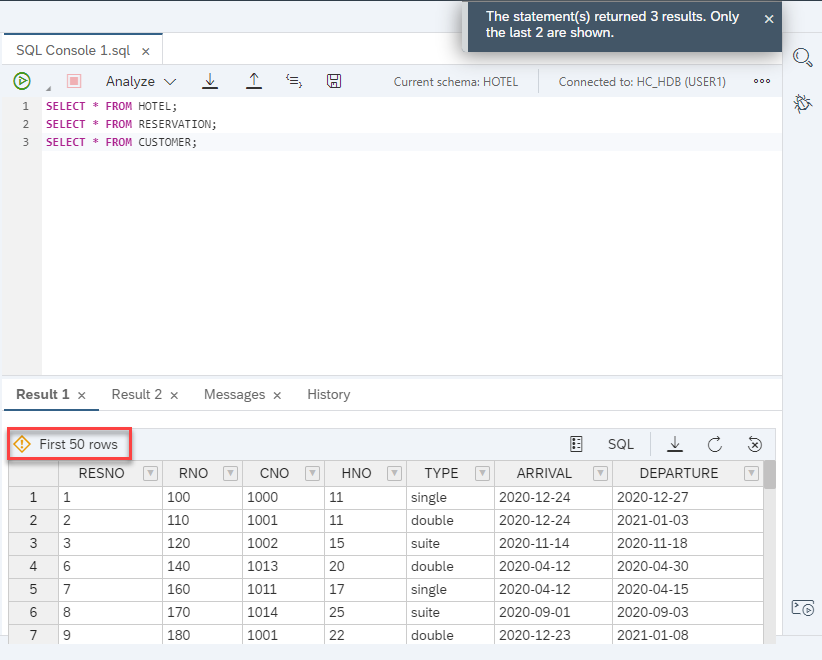 The statement(s) returned 3 results. Only
the last 2 are shown.
SQL Console 1.sql
Analyze
Current schema: HOTEL
Connected to: HC_HDB (USER1)
1 SELECT * FROM HOTEL;
2 SELECT * FROM RESERVATION;
3 SELECT * FROM CUSTOMER;
Result 1 Result 2 Messages History
First 50 rows SQL
RESNO RNO CNO HNO TYPE ARRIVAL DEPARTURE
1 1 100 1000 11 single 2020-12-24 2020-12-27
2 2 110 1001 11 double 2020-12-24 2021-01-03
3 3 120 1002 15 suite 2020-11-14 2020-11-18
4 6 140 1013 20 double 2020-04-12 2020-04-30
5 7 160 1011 17 single 2020-04-12 2020-04-15
6 8 170 1014 25 suite 2020-09-01 2020-09-03
7 9 180 1001 22 double 2020-12-23 2021-01-08